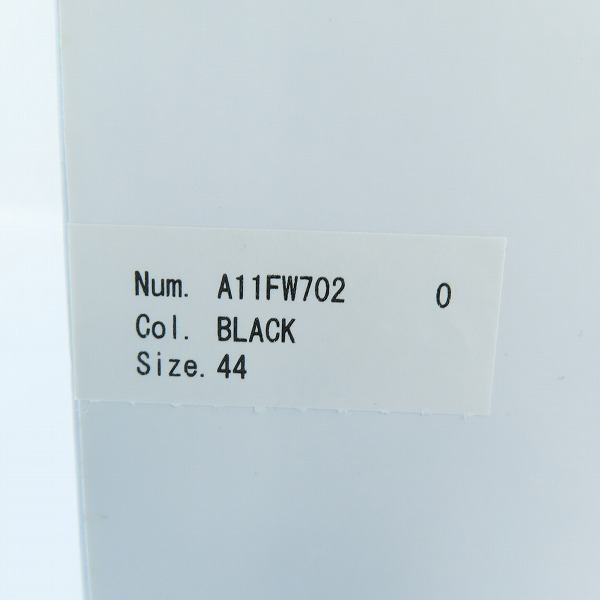 Num. A11FW702 0
Col. BLACK
Size. 44